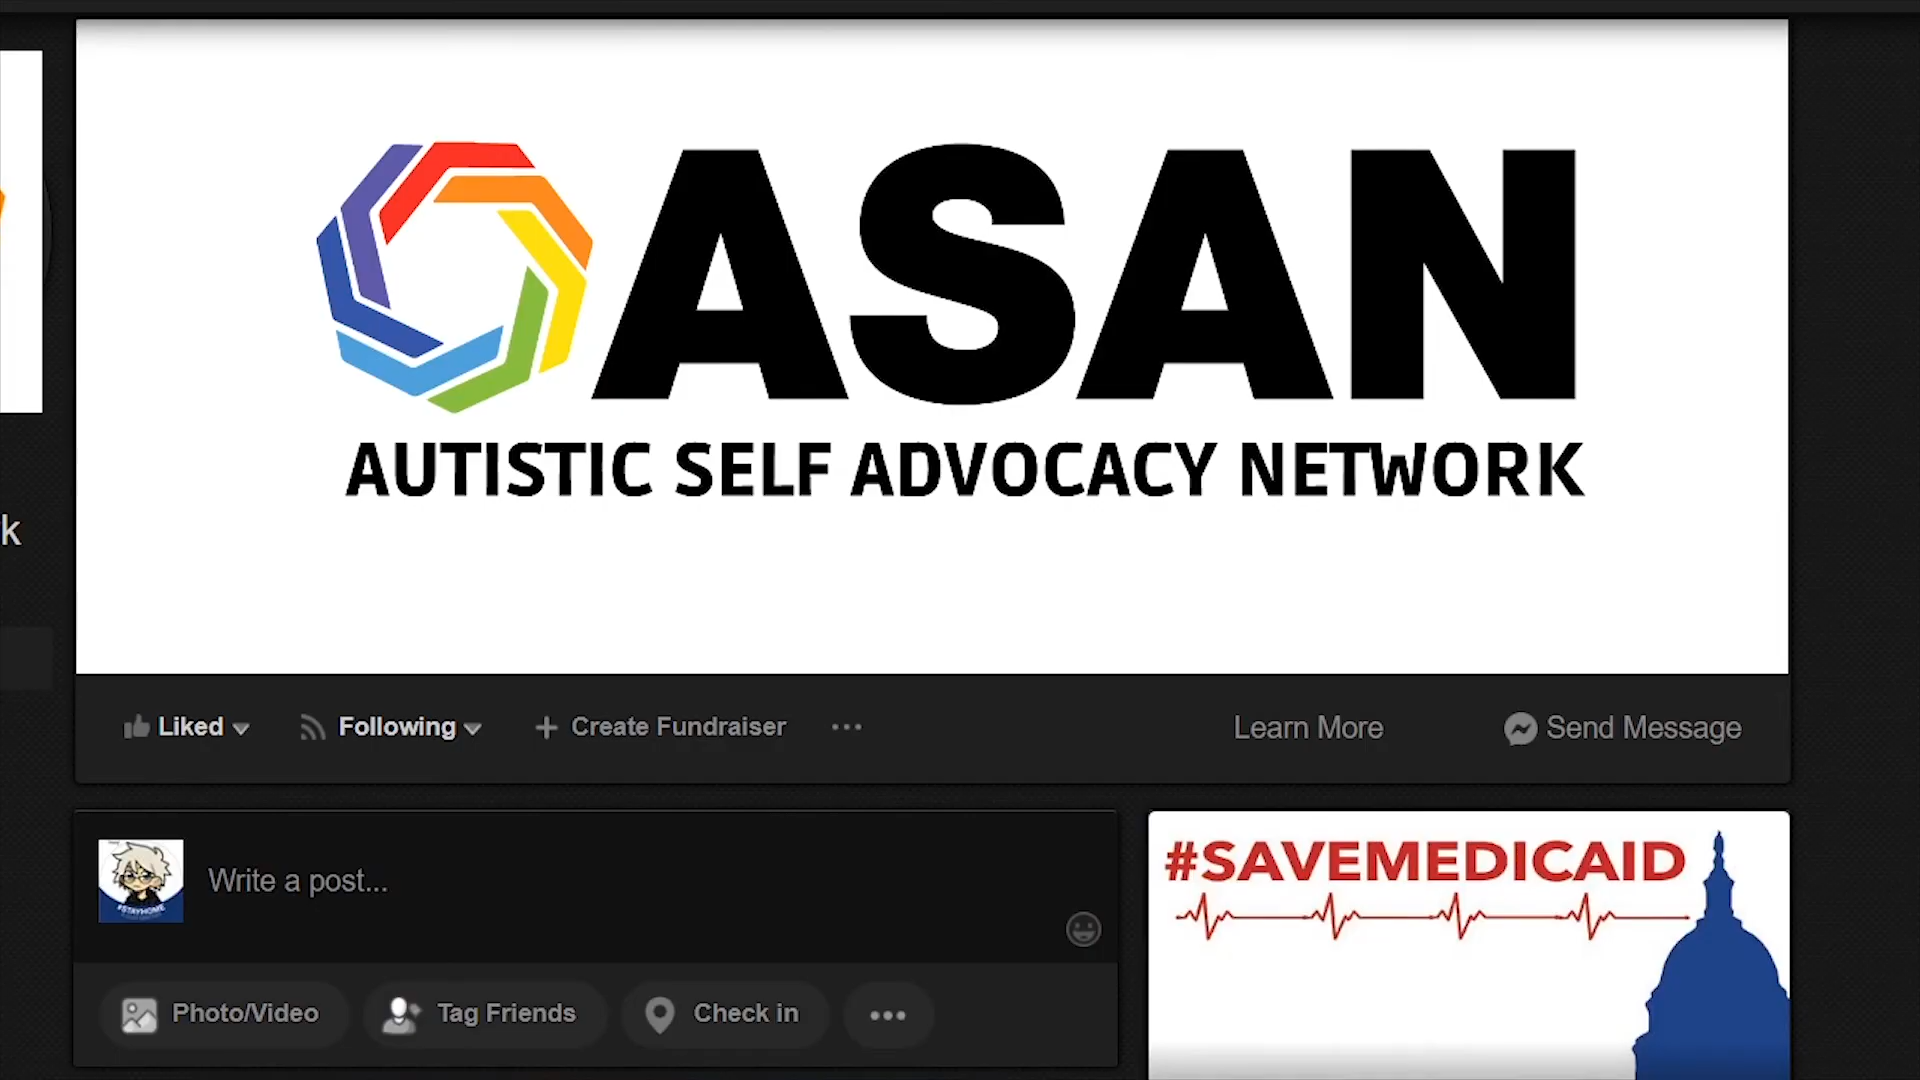 ASAN
AUTISTIC SELF ADVOCACY NETWORK
k
Liked
Following
Create Fundraiser
Learn More
Send Message
Write a post...
#STAYHOME
Photo/Video
Tag Friends
Check in
#SAVEMEDICAID